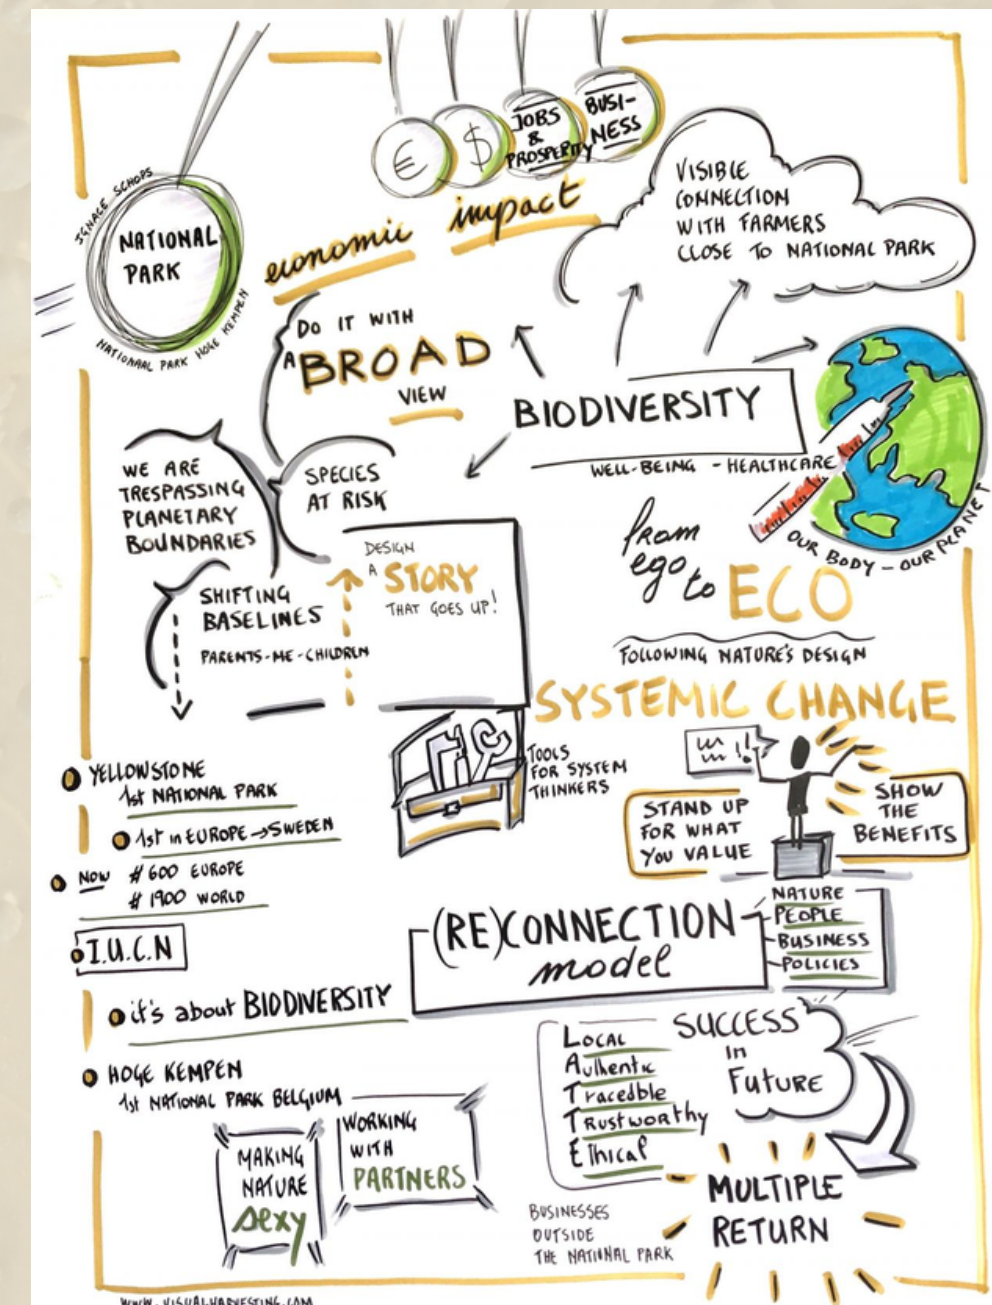 €
$
JOBS
&
PROSPERITY
BUSI-
NESS
IGNACE SCHOPS
NATIONAL
PARK
NATIONAAL PARK HOGE KEMPEN
economic impact
VISIBLE
CONNECTION
WITH FARMERS
CLOSE TO NATIONAL PARK
DO IT WITH
A BROAD
VIEW
BIODIVERSITY
WELL-BEING - HEALTHCARE
OUR BODY - OUR PLANET
WE ARE
TRESPASSING
PLANETARY
BOUNDARIES
SPECIES
AT RISK
SHIFTING
BASELINES
PARENTS-ME-CHILDREN
DESIGN
A STORY
THAT GOES UP!
from
ego
to ECO
FOLLOWING NATURE'S DESIGN
SYSTEMIC CHANGE
TOOLS
FOR SYSTEM
THINKERS
STAND UP
FOR WHAT
YOU VALUE
SHOW
THE
BENEFITS
YELLOWSTONE
1st NATIONAL PARK
1st in EUROPE → SWEDEN
NOW # 600 EUROPE
# 1900 WORLD
I.U.C.N
it's about BIODIVERSITY
HOGE KEMPEN
1st NATIONAL PARK BELGIUM
MAKING
NATURE
sexy
WORKING
WITH
PARTNERS
(RE)CONNECTION
model
NATURE
PEOPLE
BUSINESS
POLICIES
LOCAL
Authentic
Tracedble
Trustworthy
Ethical
BUSINESSES
OUTSIDE
THE NATIONAL PARK
SUCCESS
in
FUTURE
MULTIPLE
RETURN
WWW.VISUALHARVESTING.COM